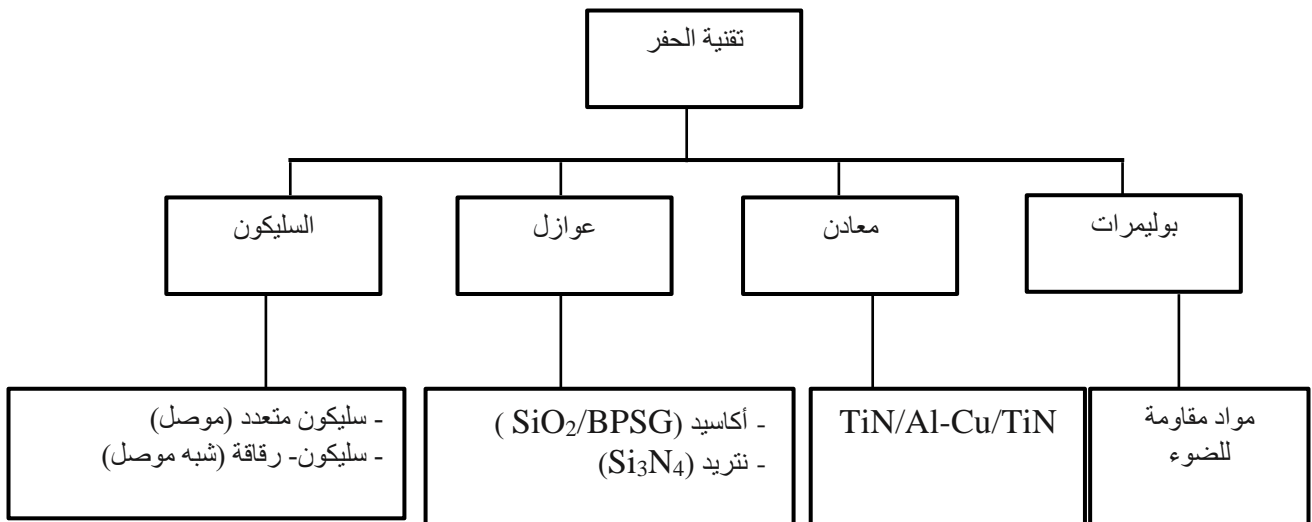 تقنية الحفر
بوليمرات
معادن
عوازل
السليكون
مواد مقاومة
للضوء
TiN/Al-Cu/TiN
- أكاسيد (SiO₂/BPSG )
- نتريد (Si₃N₄)
- سليكون متعدد (موصل)
- سليكون- رقاقة (شبه موصل)